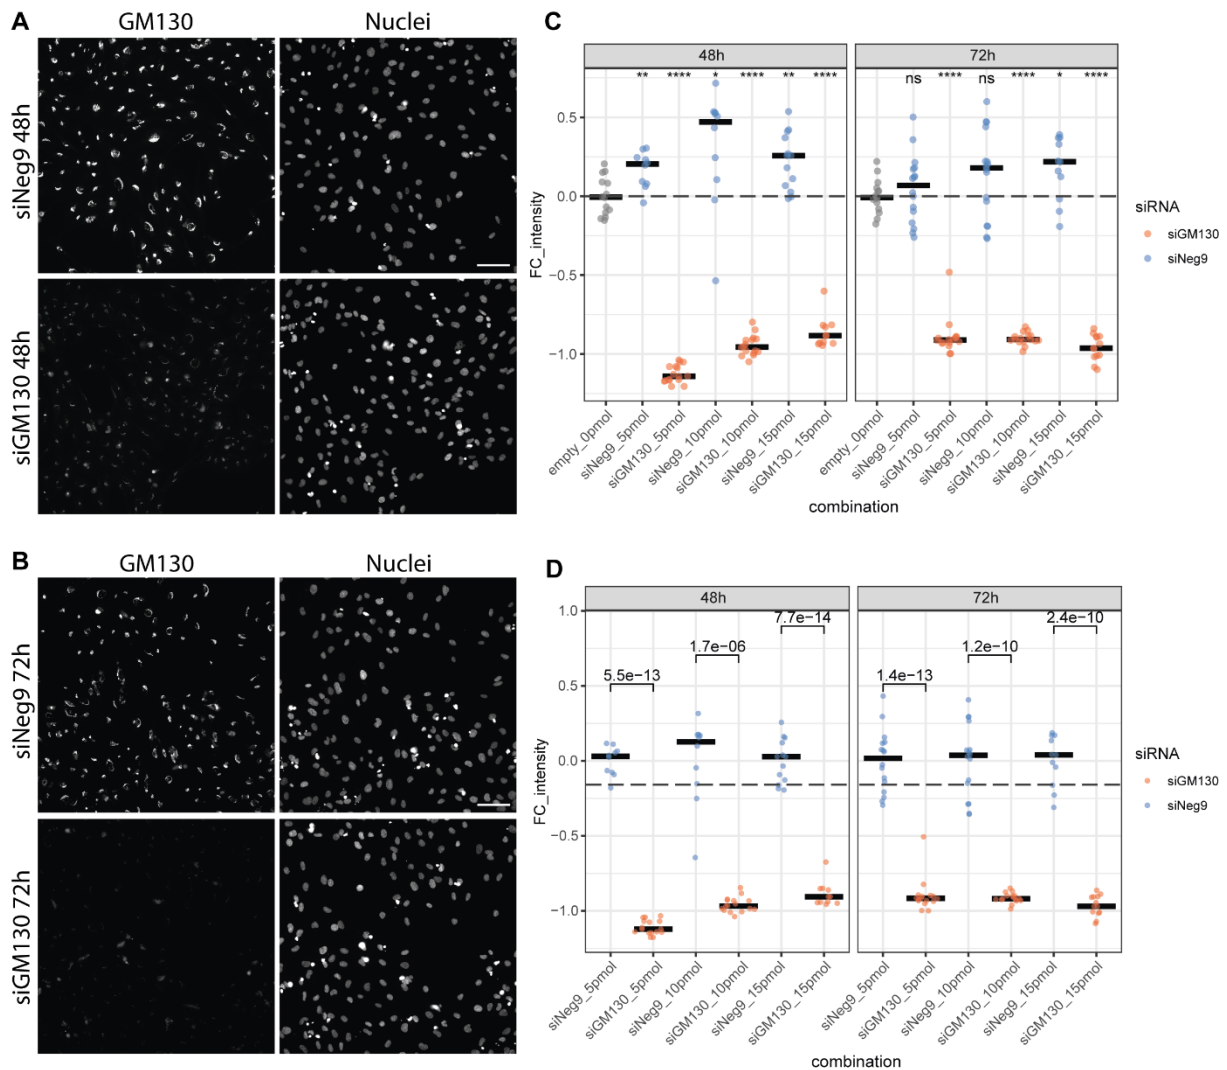 A
GM130
Nuclei
siNeg9 48h
siGM130 48h
B
GM130
Nuclei
siNeg9 72h
siGM130 72h
C
48h
72h
** **** * **** ** ****
ns **** ns **** * ****
0.5
0.0
−0.5
−1.0
FC_intensity
empty_0pmol
siNeg9_5pmol
siGM130_5pmol
siNeg9_10pmol
siGM130_10pmol
siNeg9_15pmol
siGM130_15pmol
empty_0pmol
siNeg9_5pmol
siGM130_5pmol
siNeg9_10pmol
siGM130_10pmol
siNeg9_15pmol
siGM130_15pmol
combination
siRNA
siGM130
siNeg9
D
48h
72h
5.5e−13
1.7e−06
7.7e−14
1.4e−13
1.2e−10
2.4e−10
1.0
0.5
0.0
−0.5
−1.0
FC_intensity
siNeg9_5pmol
siGM130_5pmol
siNeg9_10pmol
siGM130_10pmol
siNeg9_15pmol
siGM130_15pmol
siNeg9_5pmol
siGM130_5pmol
siNeg9_10pmol
siGM130_10pmol
siNeg9_15pmol
siGM130_15pmol
combination
siRNA
siGM130
siNeg9